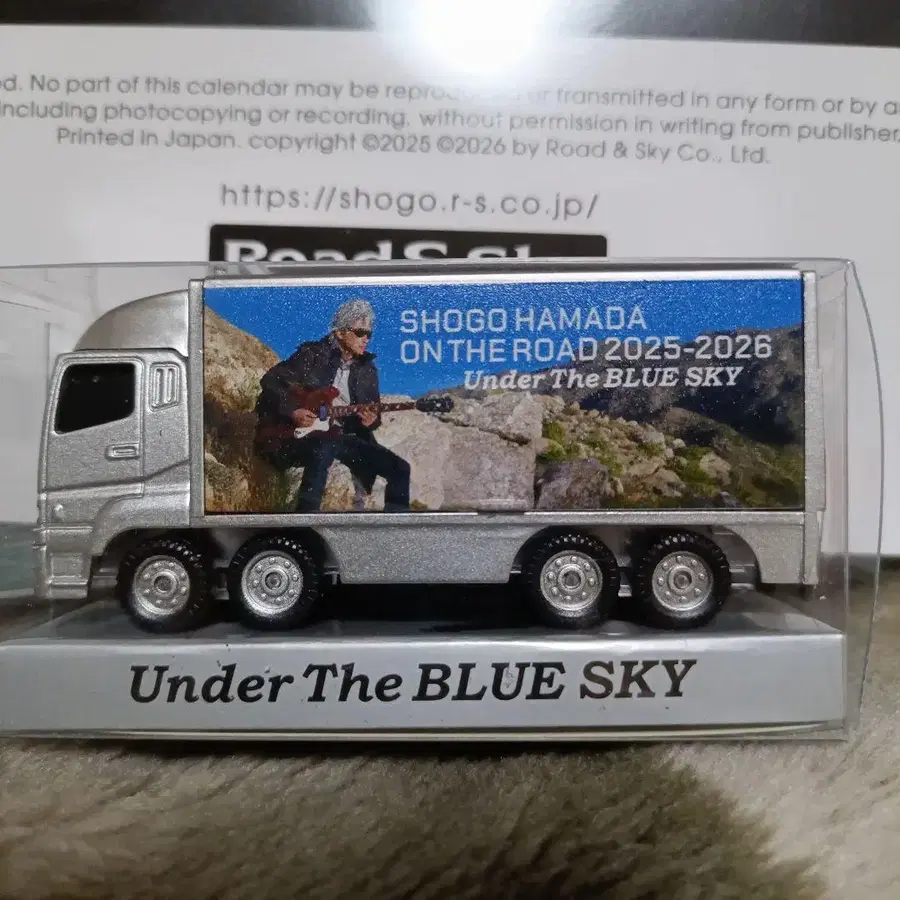 d. No part of this calendar may be reproduced or transmitted in any form or by a
including photocopying or recording, without permission in writing from publisher.
Printed in Japan. copyright ©2025 ©2026 by Road & Sky Co., Ltd.
https://shogo.r-s.co.jp/
Road & Sky
SHOGO HAMADA
ON THE ROAD 2025-2026
Under The BLUE SKY
Under The BLUE SKY